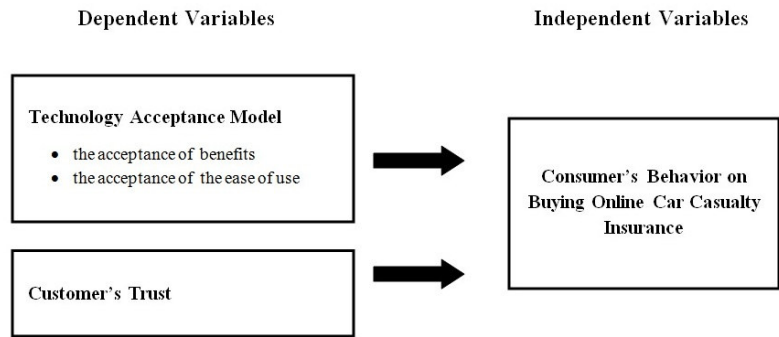 Dependent Variables
Independent Variables
Technology Acceptance Model
• the acceptance of benefits
• the acceptance of the ease of use
Customer's Trust
Consumer's Behavior on
Buying Online Car Casualty
Insurance